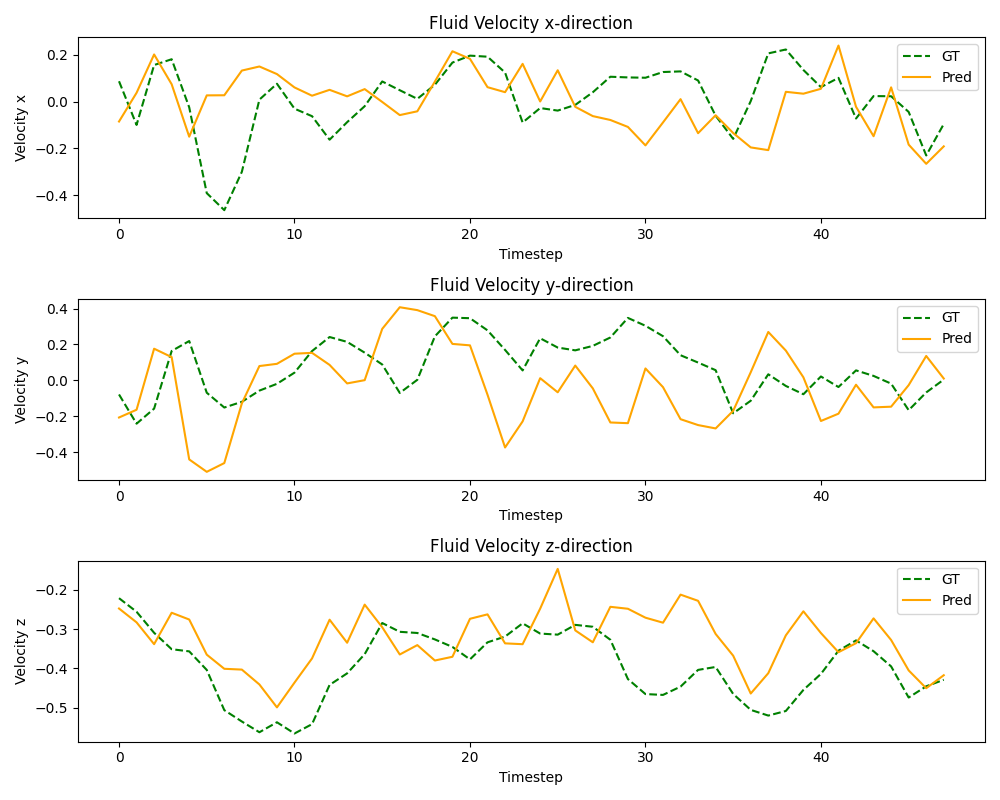 Fluid Velocity x-direction
GT
Pred
0.2
0.0
−0.2
−0.4
Velocity x
0 10 20 30 40
Timestep
Fluid Velocity y-direction
GT
Pred
0.4
0.2
0.0
−0.2
−0.4
Velocity y
0 10 20 30 40
Timestep
Fluid Velocity z-direction
GT
Pred
−0.2
−0.3
−0.4
−0.5
Velocity z
0 10 20 30 40
Timestep